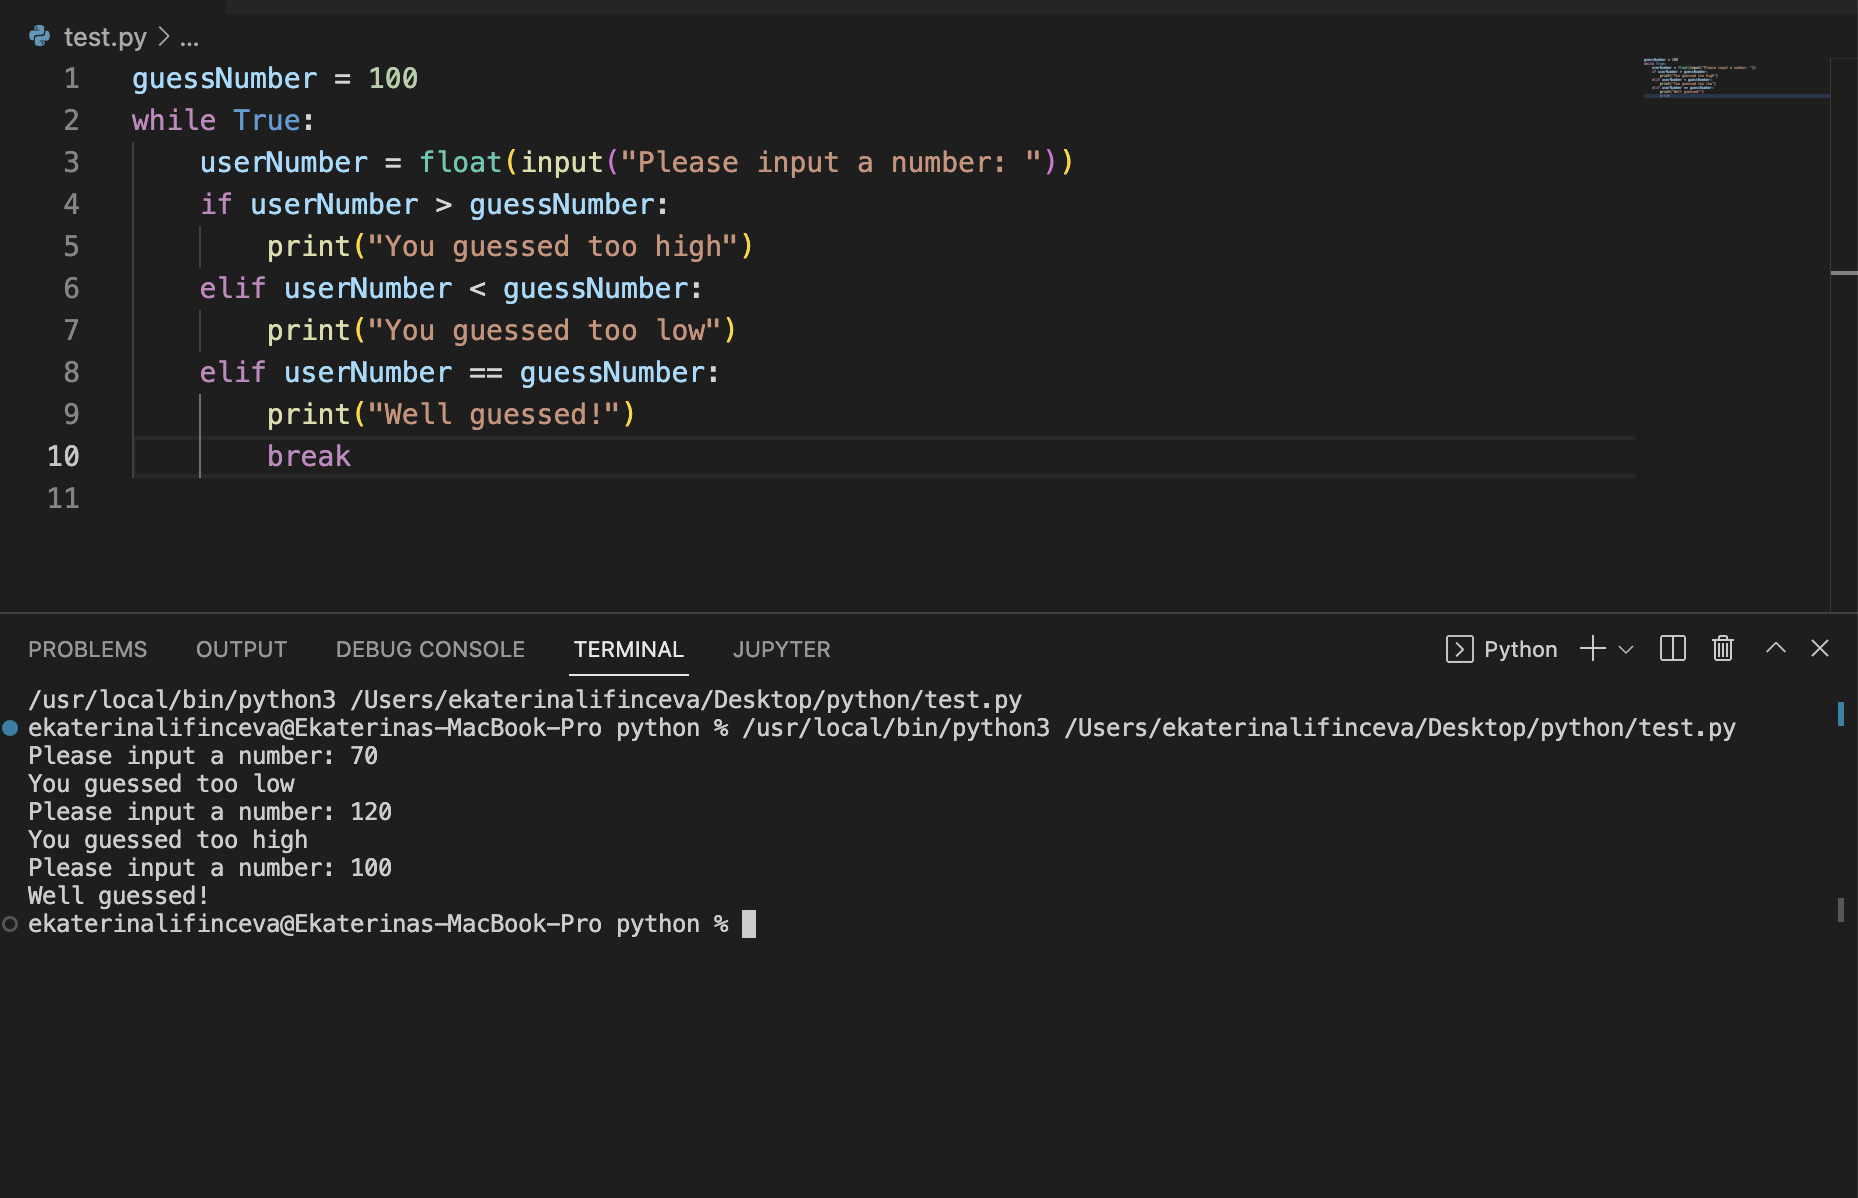 test.py > ...
1 guessNumber = 100
2 while True:
3     userNumber = float(input("Please input a number: "))
4     if userNumber > guessNumber:
5         print("You guessed too high")
6     elif userNumber < guessNumber:
7         print("You guessed too low")
8     elif userNumber == guessNumber:
9         print("Well guessed!")
10         break
11
PROBLEMS OUTPUT DEBUG CONSOLE TERMINAL JUPYTER Python
/usr/local/bin/python3 /Users/ekaterinalifinceva/Desktop/python/test.py
ekaterinalifinceva@Ekaterinas-MacBook-Pro python % /usr/local/bin/python3 /Users/ekaterinalifinceva/Desktop/python/test.py
Please input a number: 70
You guessed too low
Please input a number: 120
You guessed too high
Please input a number: 100
Well guessed!
ekaterinalifinceva@Ekaterinas-MacBook-Pro python %